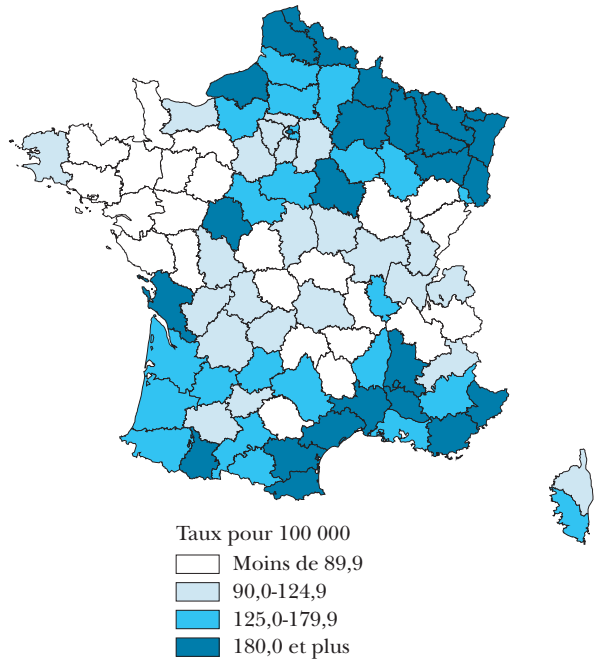 Taux pour 100 000
Moins de 89,9
90,0-124,9
125,0-179,9
180,0 et plus